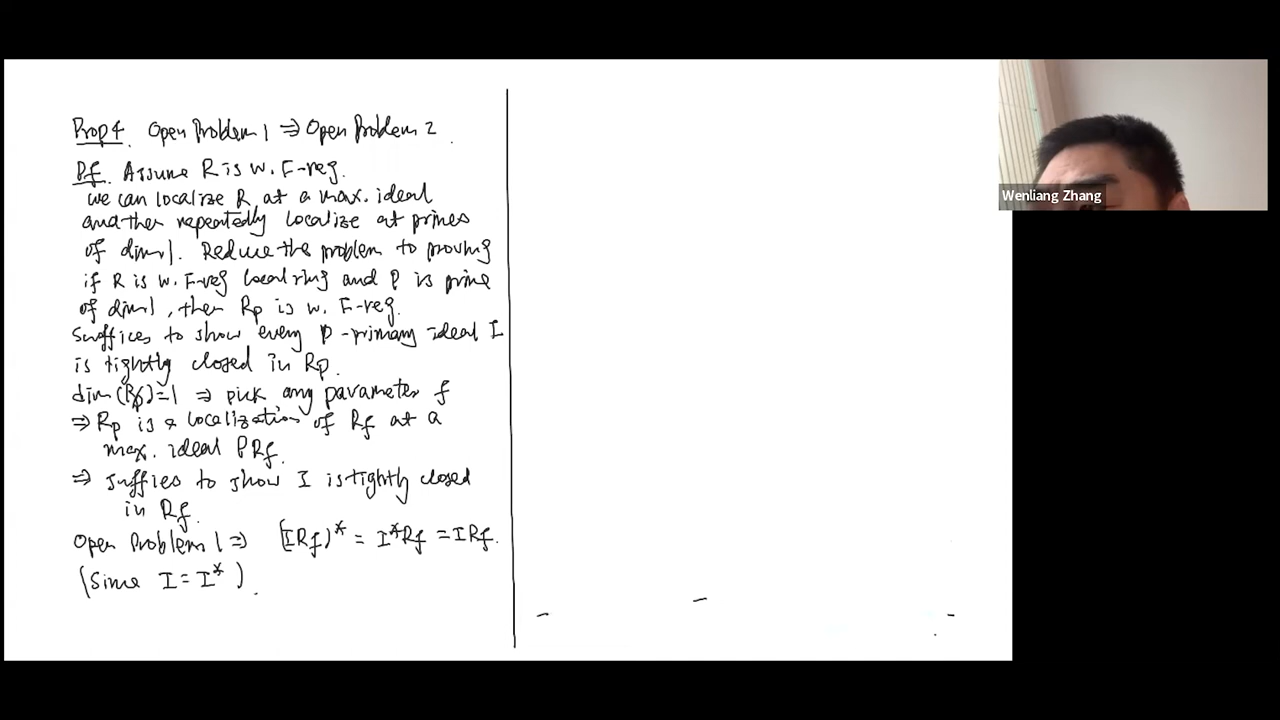 Prop 4. Open Problem 1 ⇒ Open Problem 2.
Pf. Assume R is w. F-reg.
we can localize R at a max. ideal
and then repeatedly localize at primes
of dim 1. Reduce the problem to proving
if R is w. F-reg local ring and P is prime
of dim 1, then Rp is w. F-reg.
Suffices to show every P-primary ideal I
is tightly closed in Rp.
dim(R/p)=1 ⇒ pick any parameter f
⇒ Rp is a localization of Rf at a
max. ideal PRf.
⇒ suffies to show I is tightly closed
in Rf.
Open Problem 1 ⇒ (IRf)* = I*Rf = IRf.
(Since I = I*).
Wenliang Zhang